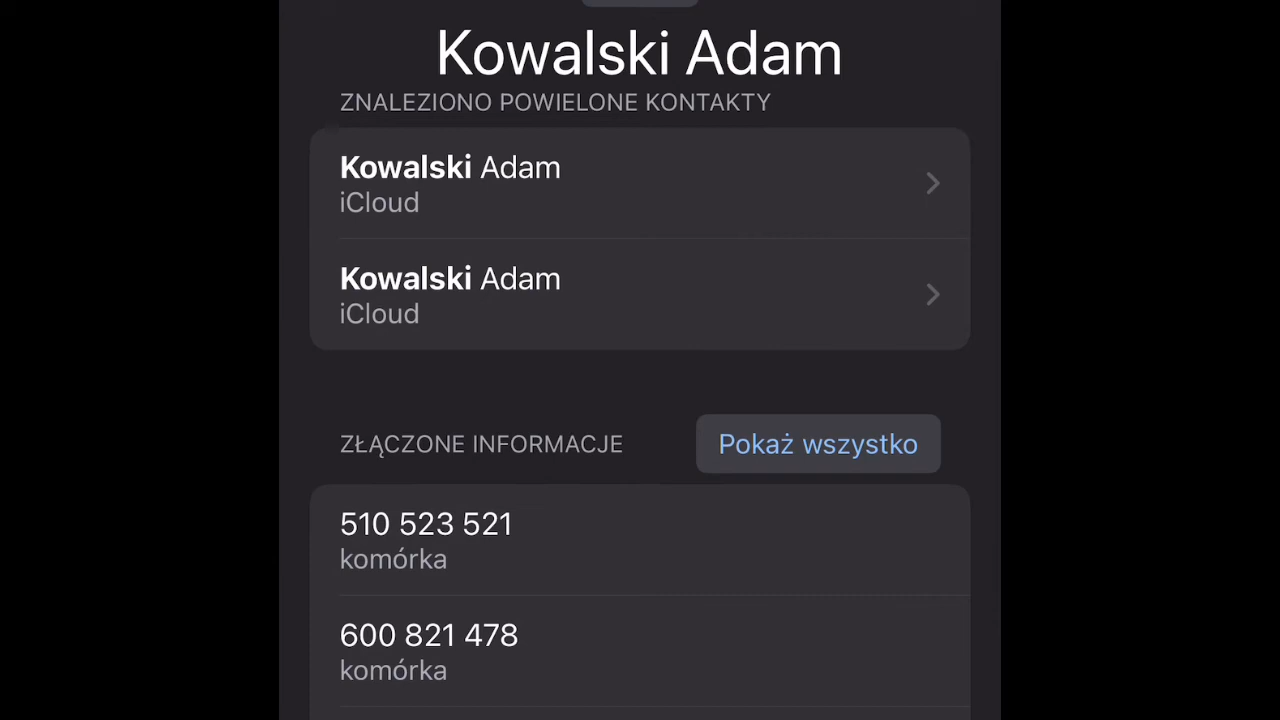 Kowalski Adam
ZNALEZIONO POWIELONE KONTAKTY
Kowalski Adam
iCloud
Kowalski Adam
iCloud
ZŁĄCZONE INFORMACJE
Pokaż wszystko
510 523 521
komórka
600 821 478
komórka